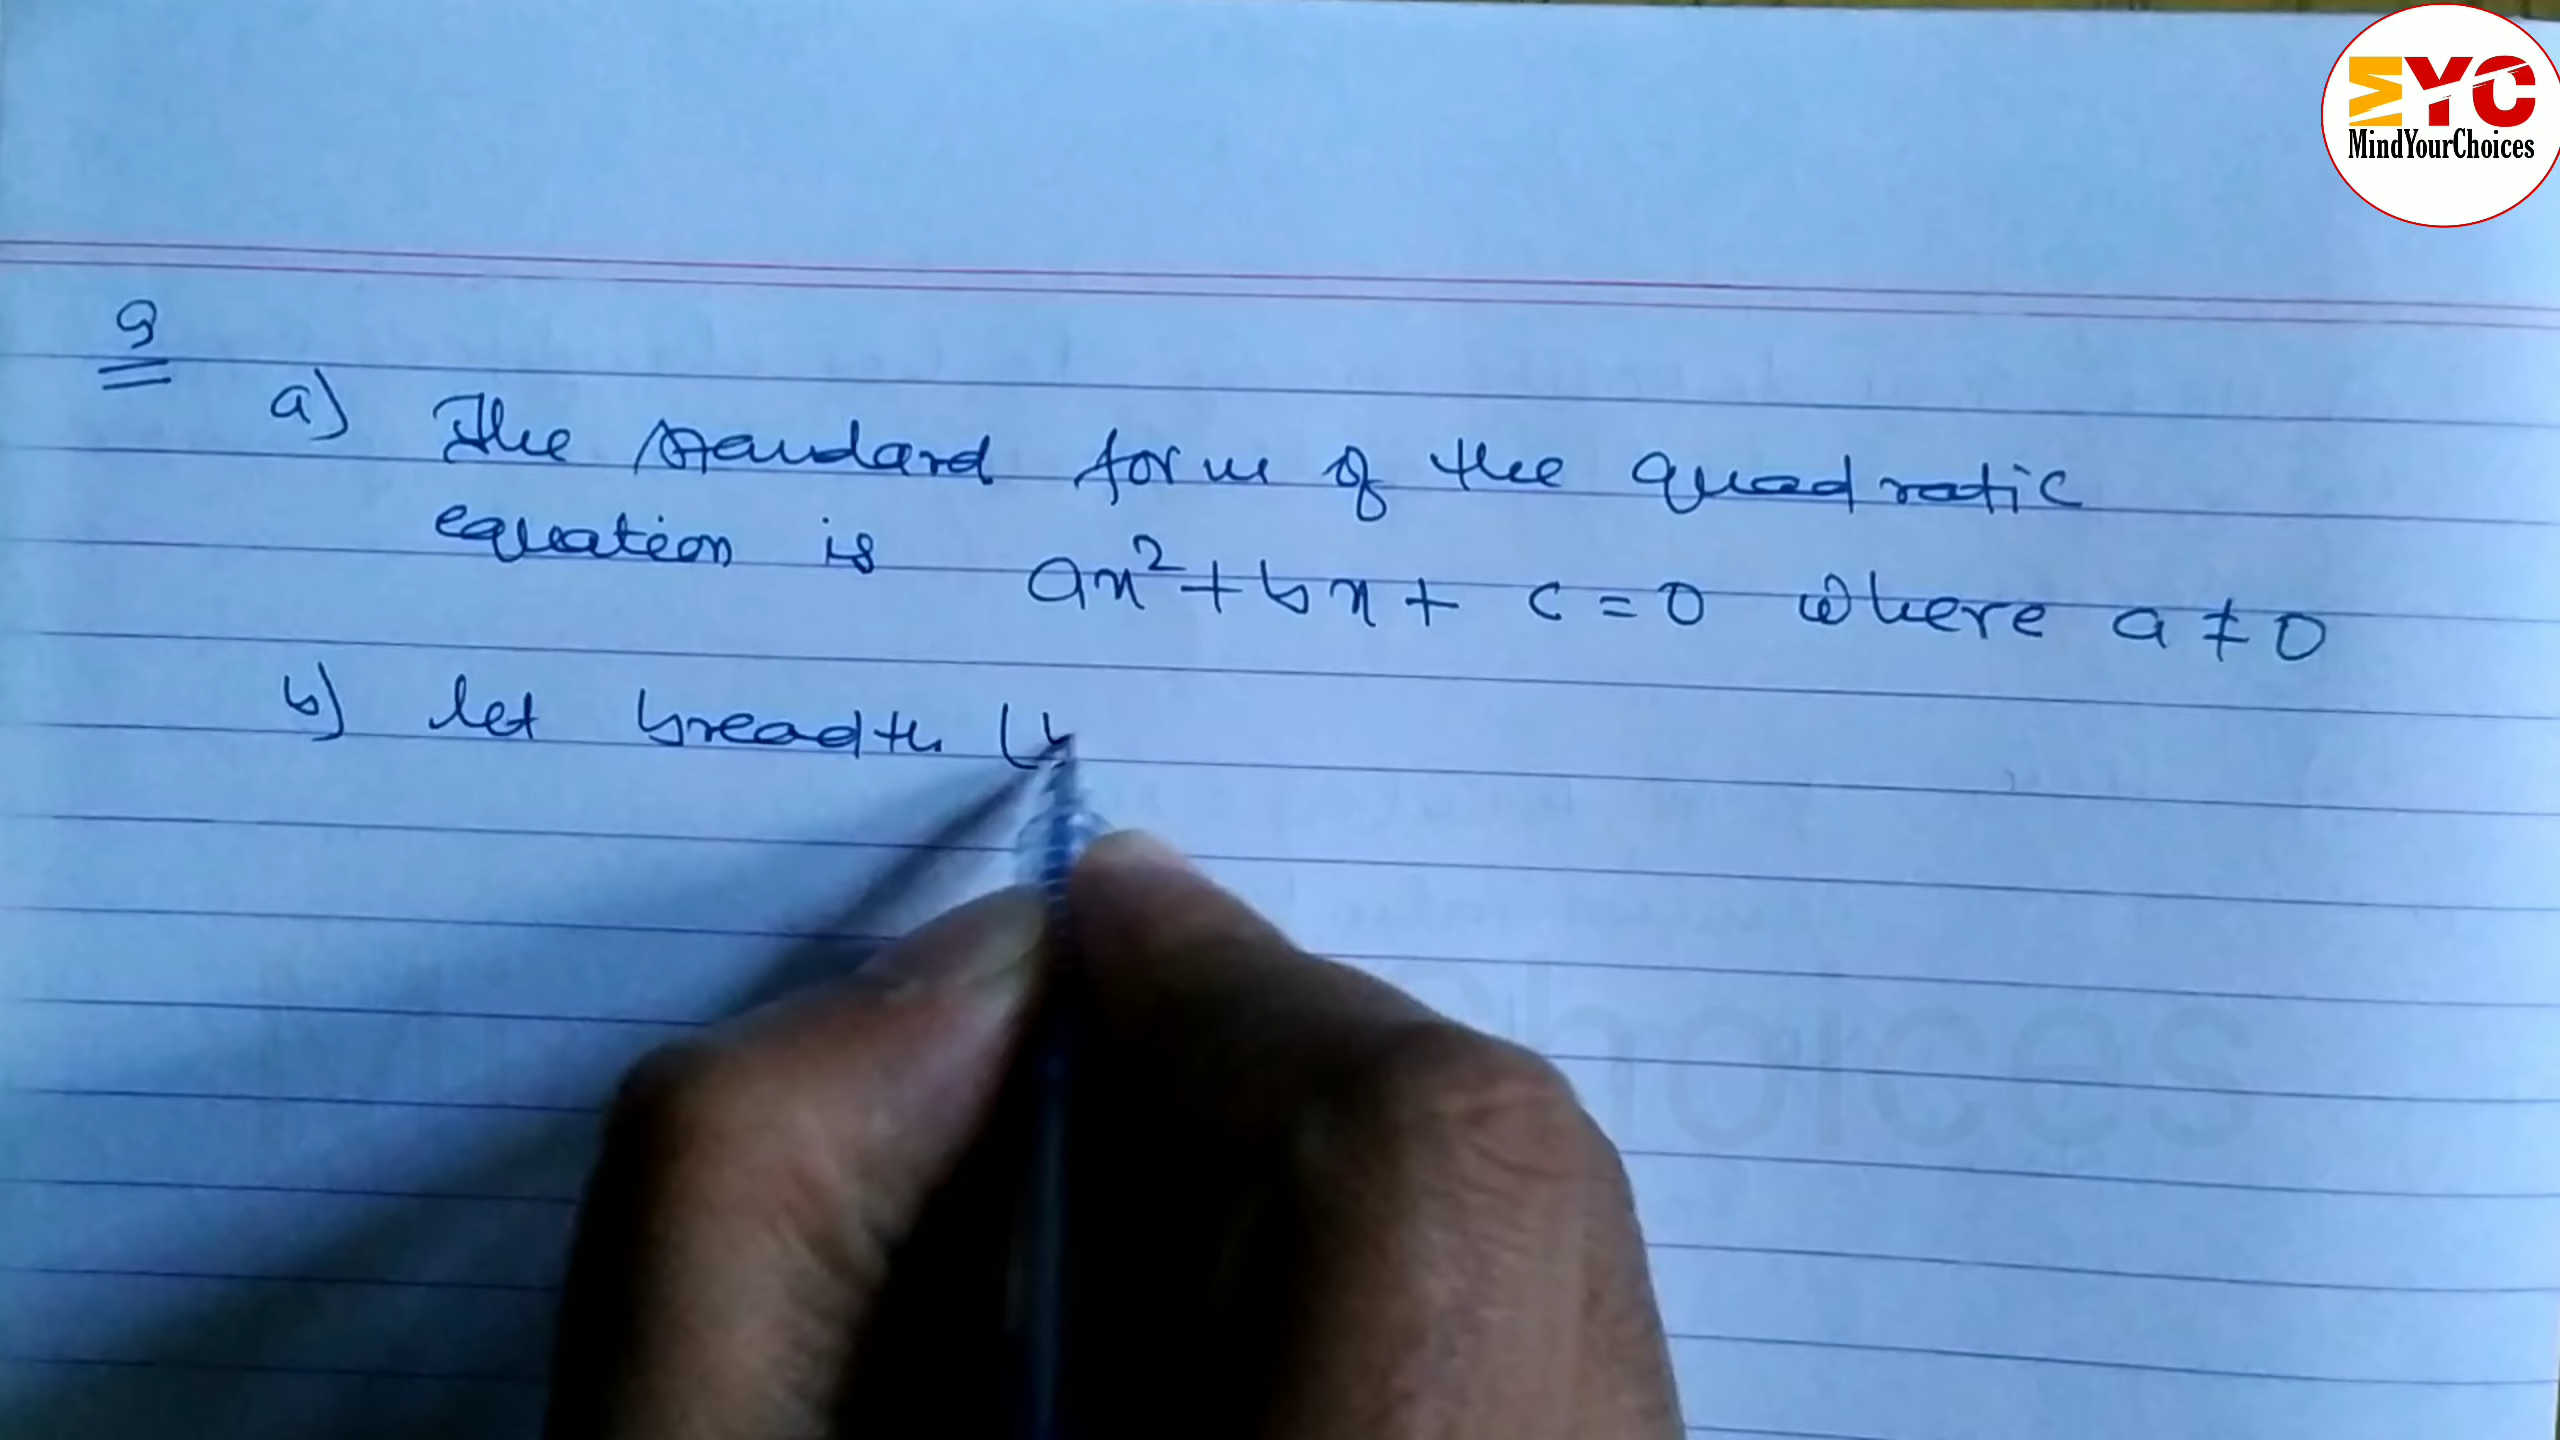 MYC
MindYourChoices
9
a) The standard form of the quadratic
equation is ax²+bx+ c=0 where a≠0
b) let breadth (b